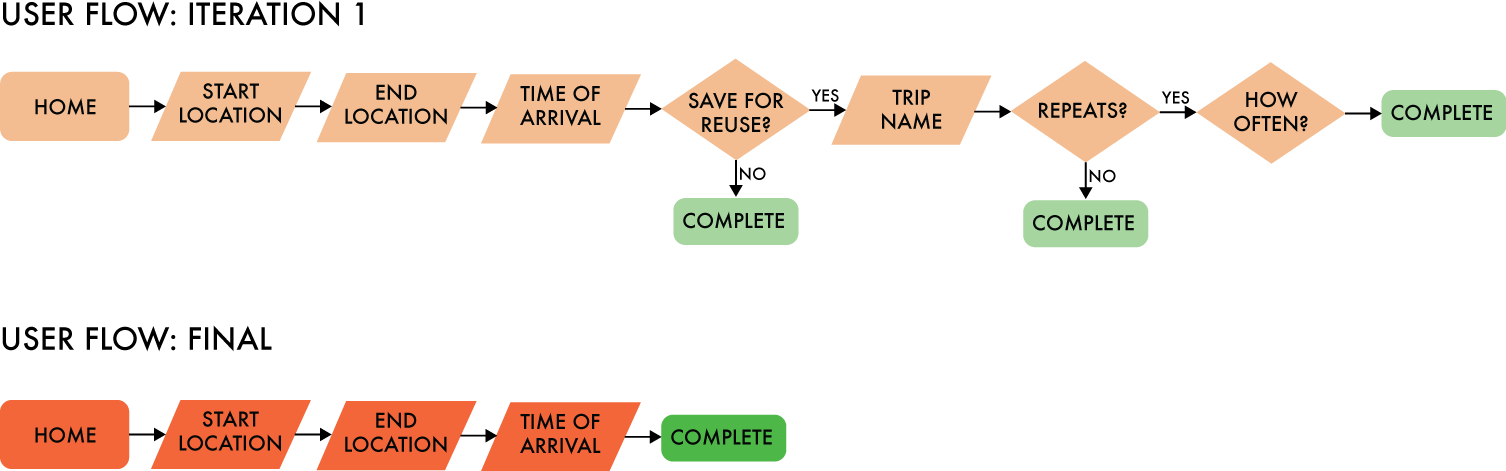 USER FLOW: ITERATION 1
HOME
START
LOCATION
END
LOCATION
TIME OF
ARRIVAL
SAVE FOR
REUSE?
YES
TRIP
NAME
REPEATS?
YES
HOW
OFTEN?
COMPLETE
NO
COMPLETE
NO
COMPLETE
USER FLOW: FINAL
HOME
START
LOCATION
END
LOCATION
TIME OF
ARRIVAL
COMPLETE